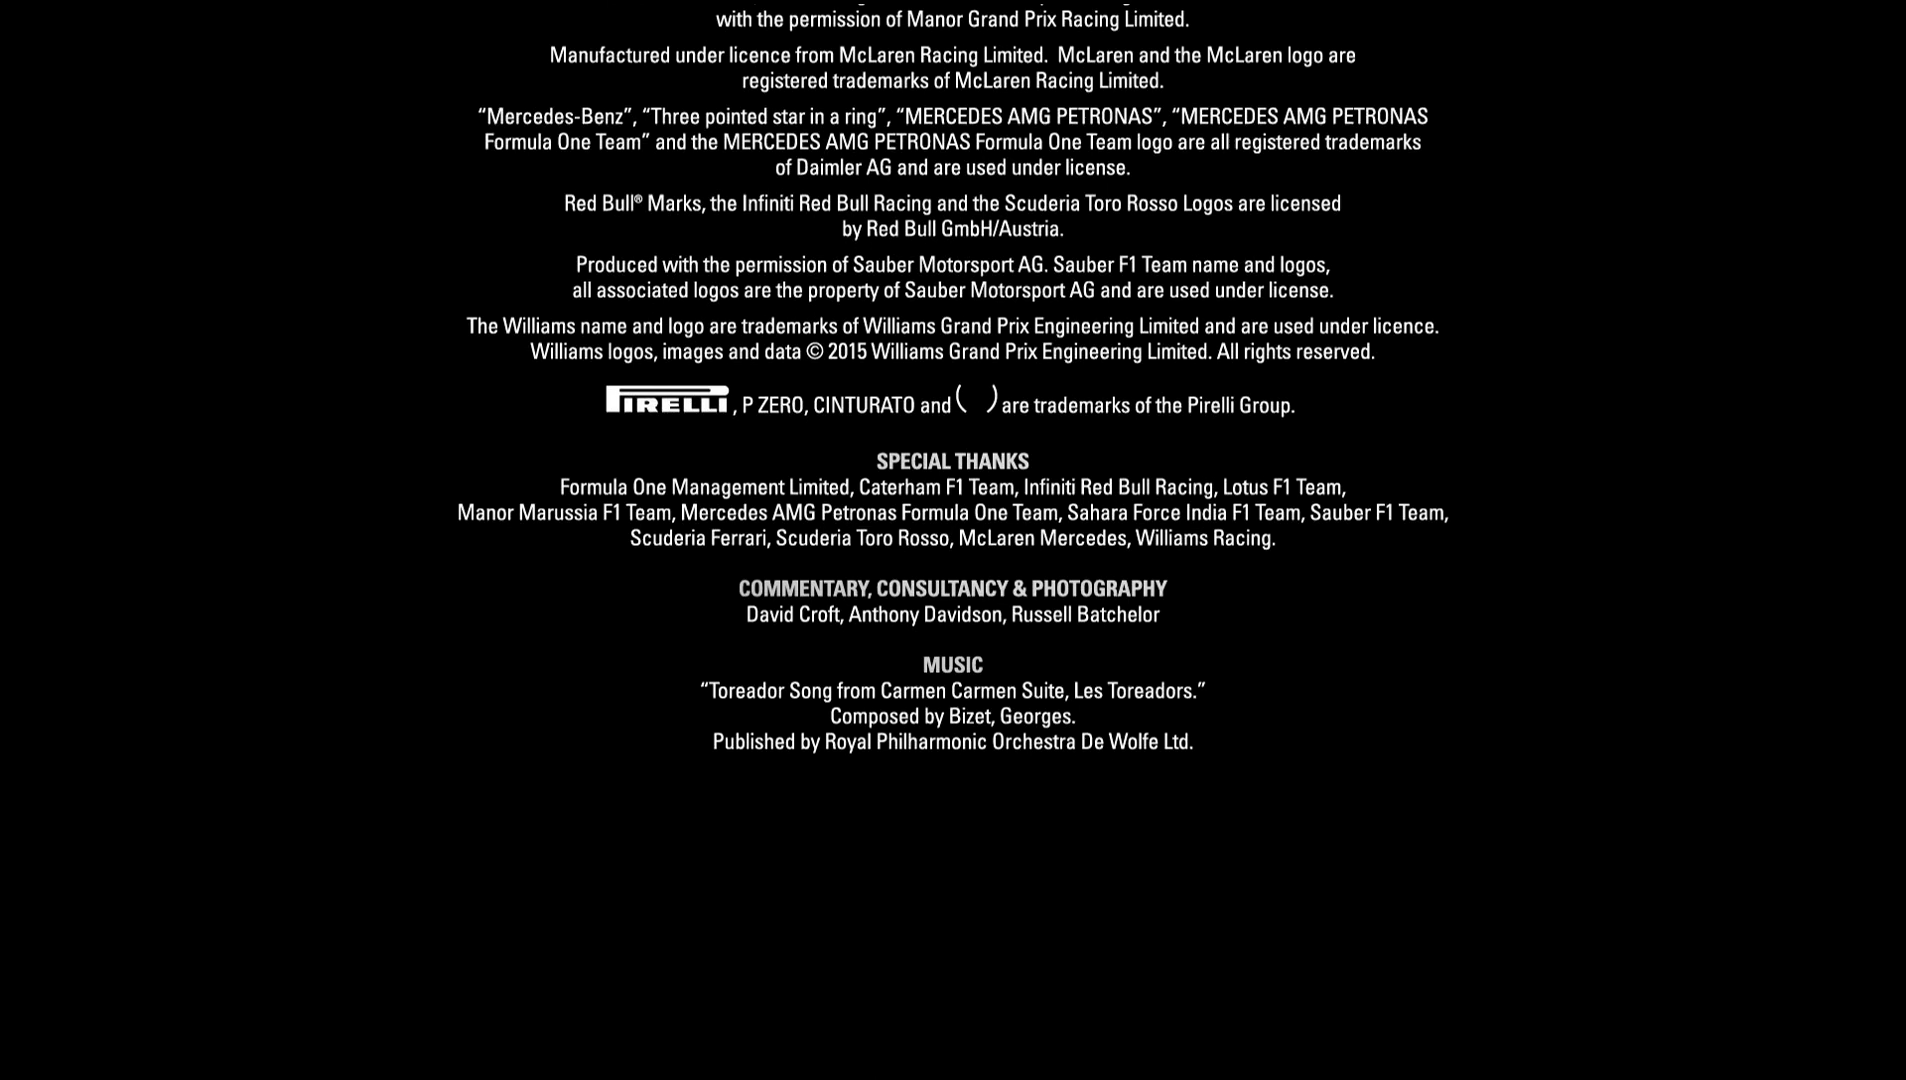 with the permission of Manor Grand Prix Racing Limited.
Manufactured under licence from McLaren Racing Limited.  McLaren and the McLaren logo are
registered trademarks of McLaren Racing Limited.
“Mercedes-Benz”, “Three pointed star in a ring”, “MERCEDES AMG PETRONAS”, “MERCEDES AMG PETRONAS
Formula One Team” and the MERCEDES AMG PETRONAS Formula One Team logo are all registered trademarks
of Daimler AG and are used under license.
Red Bull® Marks, the Infiniti Red Bull Racing and the Scuderia Toro Rosso Logos are licensed
by Red Bull GmbH/Austria.
Produced with the permission of Sauber Motorsport AG. Sauber F1 Team name and logos,
all associated logos are the property of Sauber Motorsport AG and are used under license.
The Williams name and logo are trademarks of Williams Grand Prix Engineering Limited and are used under licence.
Williams logos, images and data © 2015 Williams Grand Prix Engineering Limited. All rights reserved.
PIRELLI, P ZERO, CINTURATO and (  ) are trademarks of the Pirelli Group.
SPECIAL THANKS
Formula One Management Limited, Caterham F1 Team, Infiniti Red Bull Racing, Lotus F1 Team,
Manor Marussia F1 Team, Mercedes AMG Petronas Formula One Team, Sahara Force India F1 Team, Sauber F1 Team,
Scuderia Ferrari, Scuderia Toro Rosso, McLaren Mercedes, Williams Racing.
COMMENTARY, CONSULTANCY & PHOTOGRAPHY
David Croft, Anthony Davidson, Russell Batchelor
MUSIC
“Toreador Song from Carmen Carmen Suite, Les Toreadors.”
Composed by Bizet, Georges.
Published by Royal Philharmonic Orchestra De Wolfe Ltd.